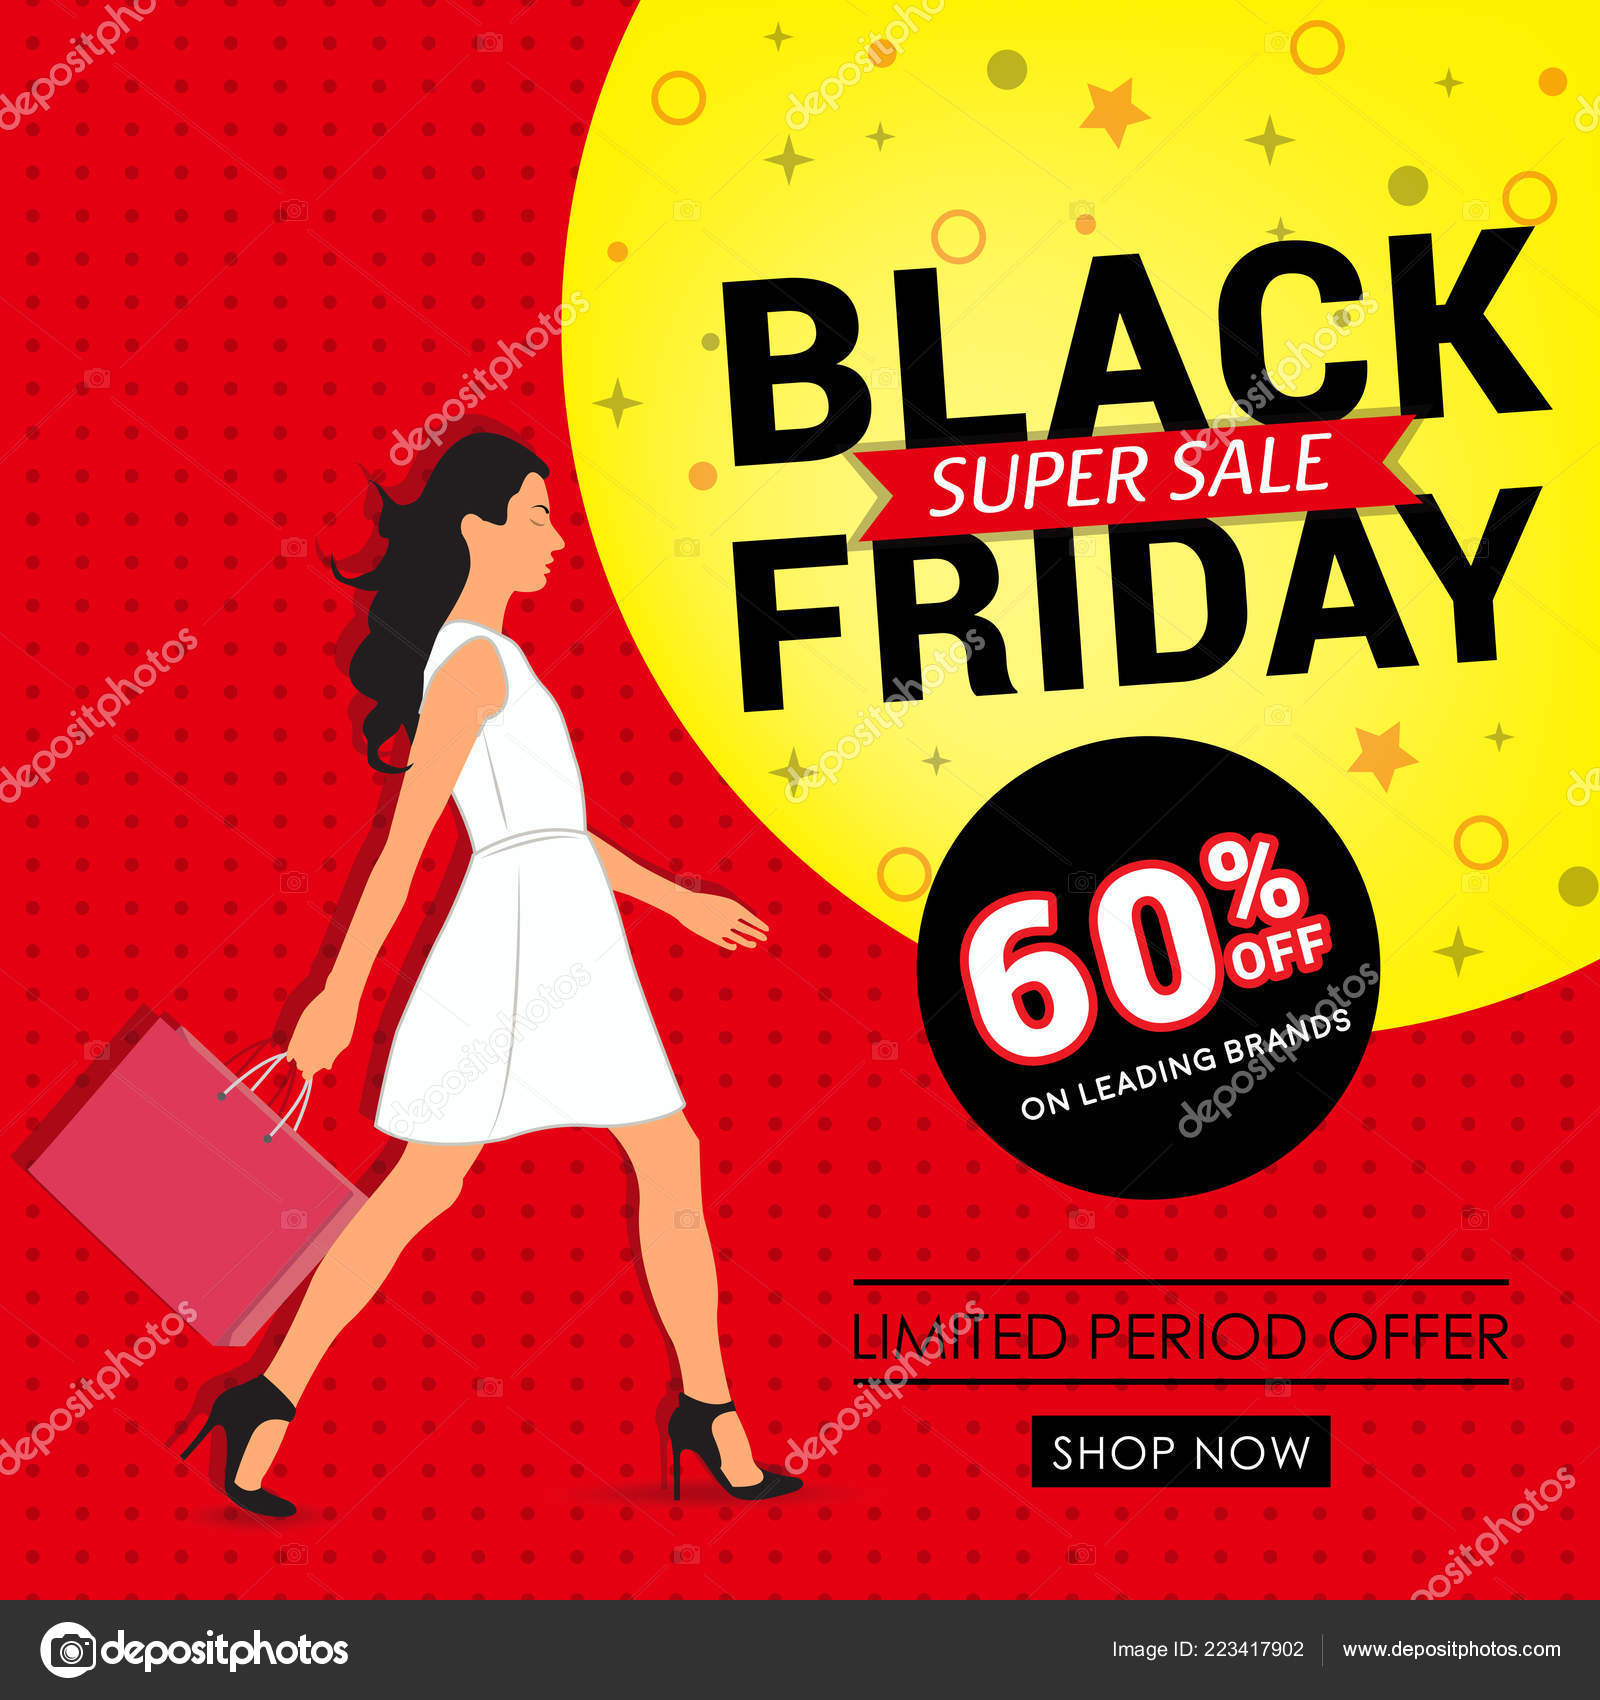 BLACK
SUPER SALE
FRIDAY
60%
OFF
ON LEADING BRANDS
LIMITED PERIOD OFFER
SHOP NOW
depositphotos
Image ID: 223417902
www.depositphotos.com